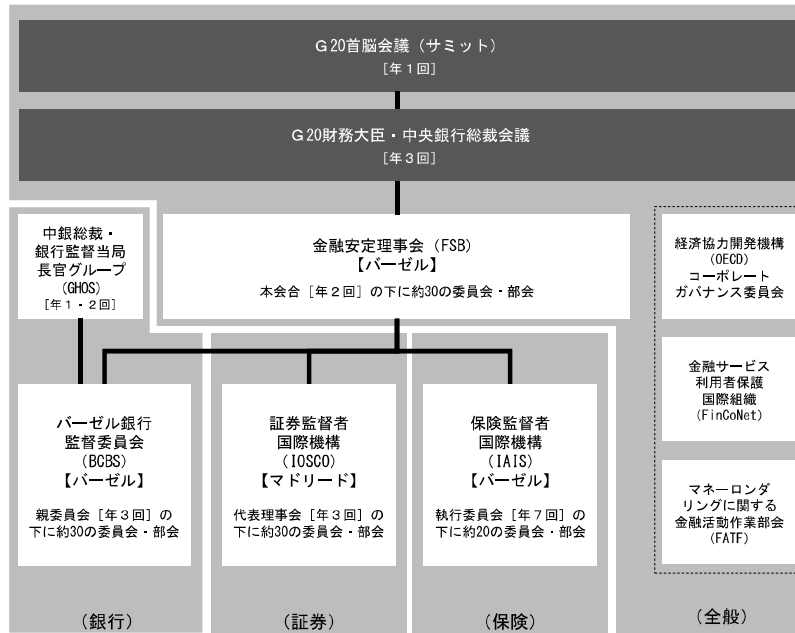 G20首脳会議（サミット）
［年１回］
G20財務大臣・中央銀行総裁会議
［年３回］
中銀総裁・
銀行監督当局
長官グループ
(GHOS)
［年１‐２回］
金融安定理事会（FSB）
【バーゼル】
本会合［年２回］の下に約30の委員会・部会
経済協力開発機構
(OECD)
コーポレート
ガバナンス委員会
金融サービス
利用者保護
国際組織
(FinCoNet)
マネーロンダ
リングに関する
金融活動作業部会
(FATF)
バーゼル銀行
監督委員会
(BCBS)
【バーゼル】
親委員会［年３回］の
下に約30の委員会・部会
証券監督者
国際機構
(IOSCO)
【マドリード】
代表理事会［年３回］の
下に約30の委員会・部会
保険監督者
国際機構
(IAIS)
【バーゼル】
執行委員会［年７回］の
下に約20の委員会・部会
（銀行）
（証券）
（保険）
（全般）